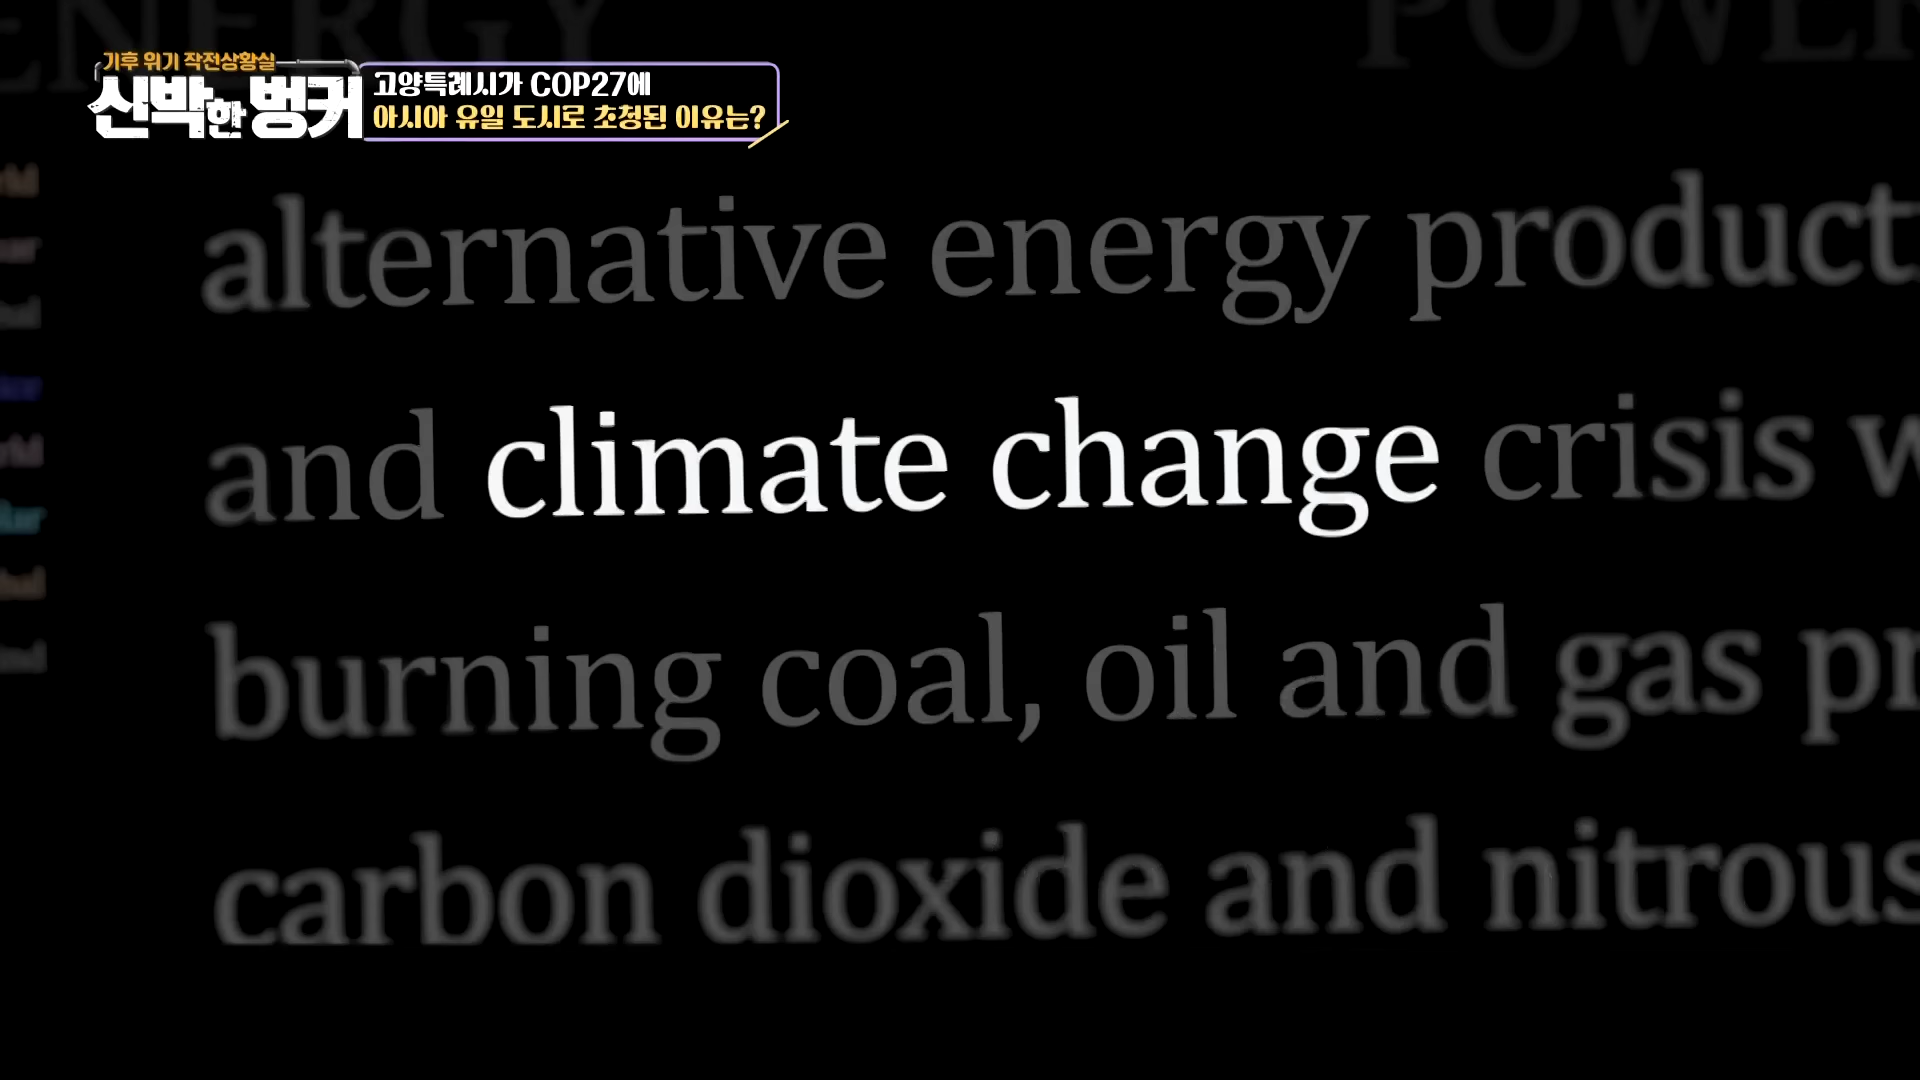 ENERGY
POWER
기후 위기 작전상황실
신박한 벙커
고양특례시가 COP27에
아시아 유일 도시로 초청된 이유는?
alternative energy product
and climate change crisis w
burning coal, oil and gas pr
carbon dioxide and nitrous